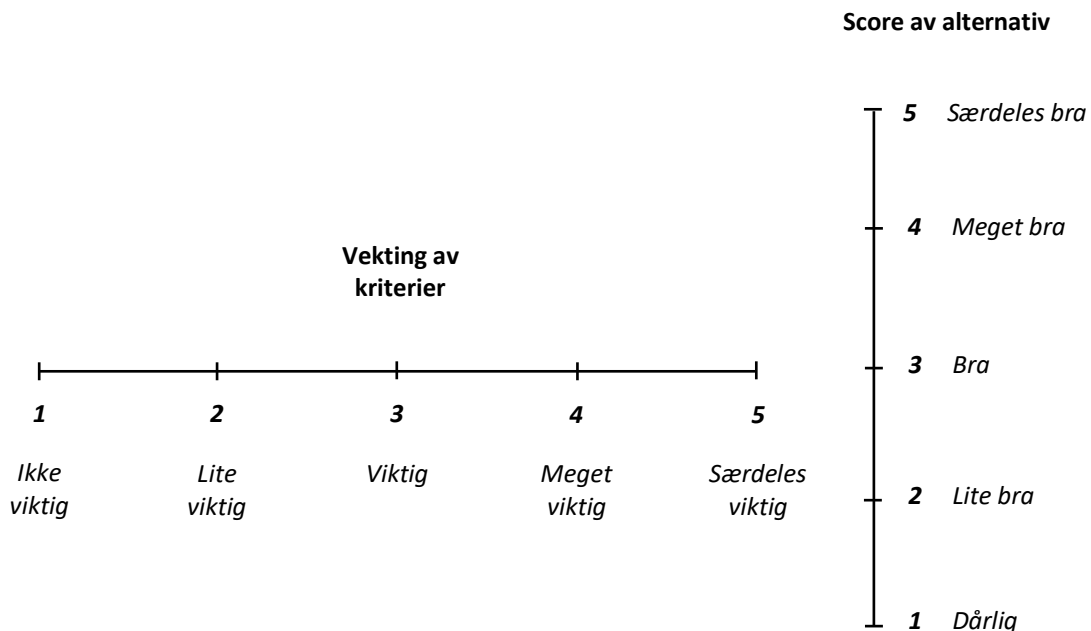 Score av alternativ
5 Særdeles bra
4 Meget bra
Vekting av
kriterier
3 Bra
1 2 3 4 5
Ikke
viktig
Lite
viktig
Viktig
Meget
viktig
Særdeles
viktig
2 Lite bra
1 Dårlig